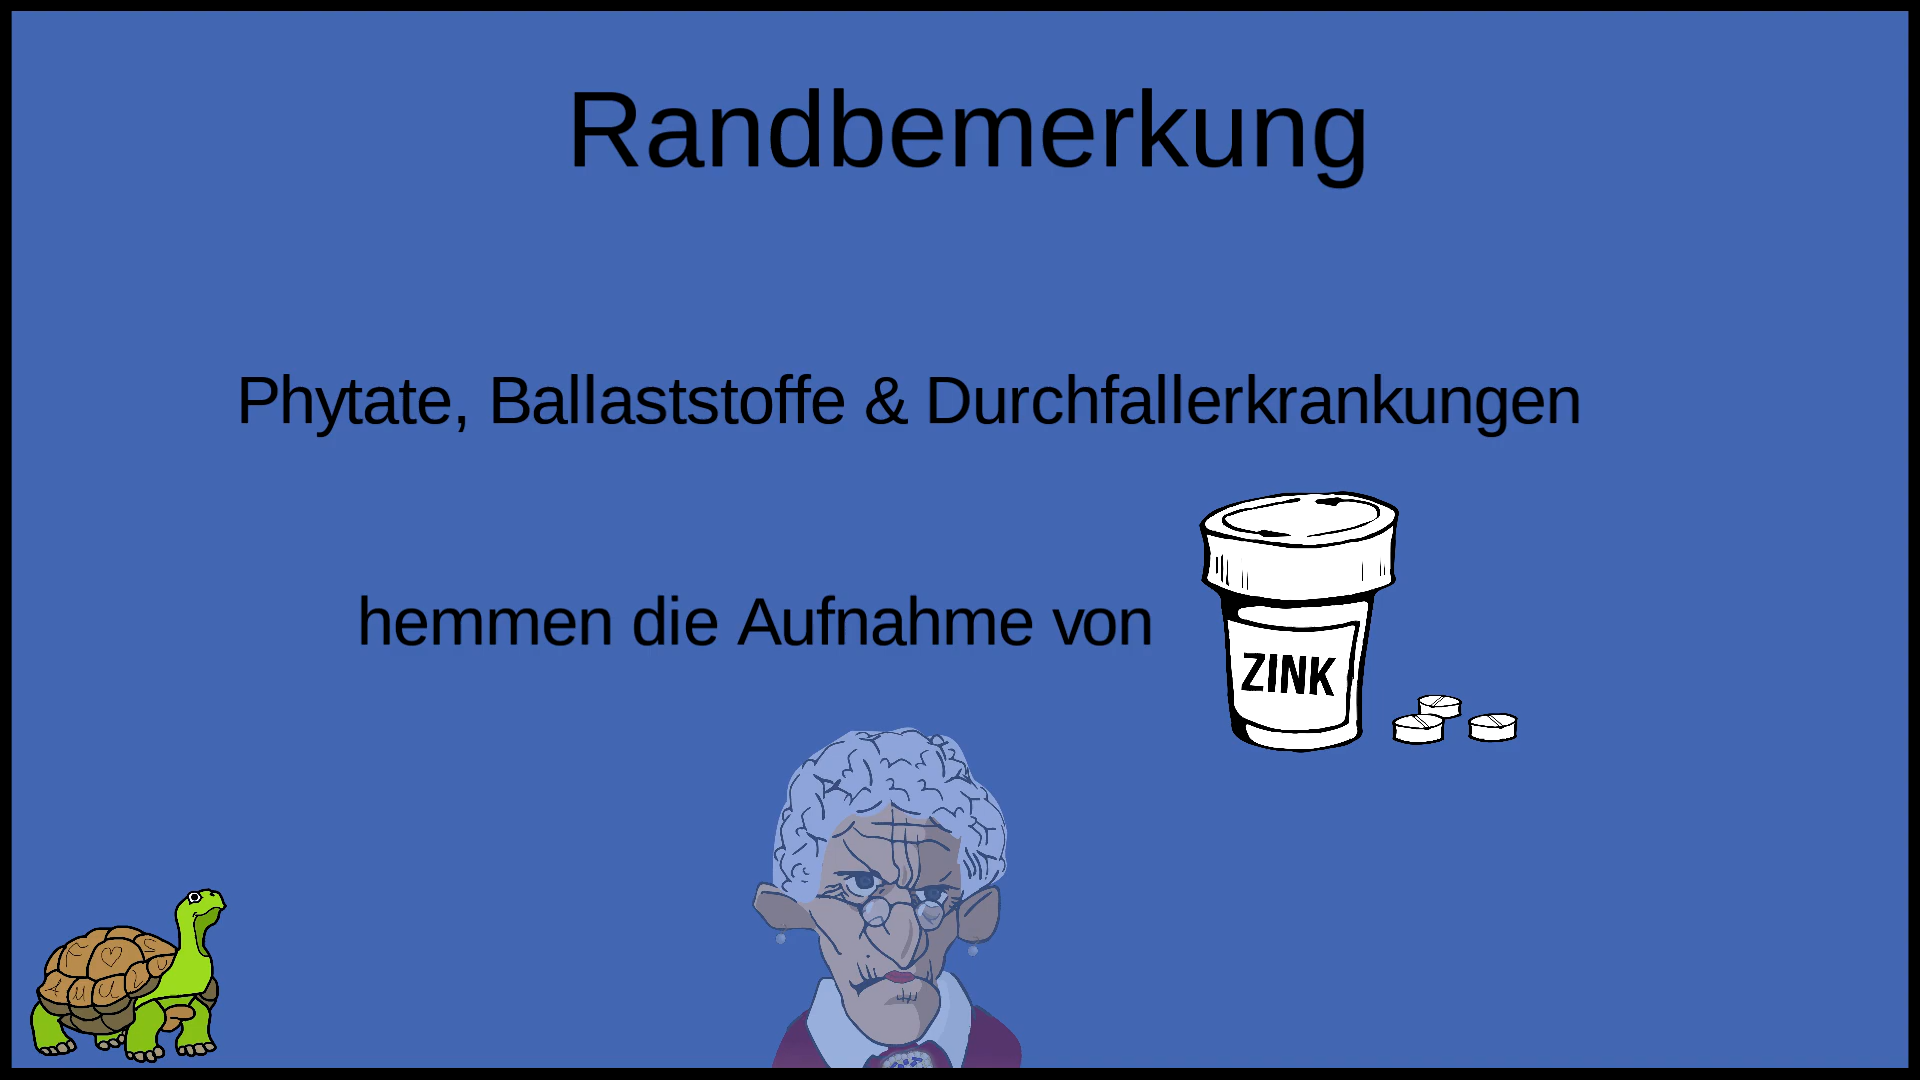 Randbemerkung
Phytate, Ballaststoffe & Durchfallerkrankungen
hemmen die Aufnahme von
ZINK